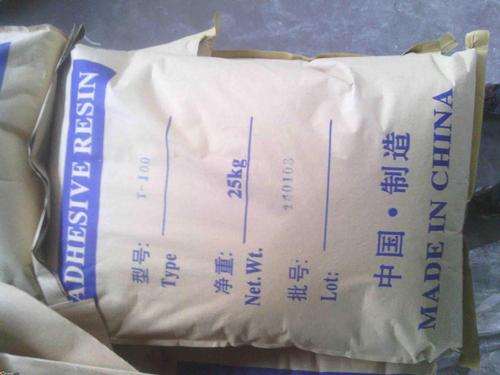 ADHESIVE RESIN
型号: T-100
Type
净重: 25kg
Net.Wt.
批号: 140103
Lot:
中国·制造
MADE IN CHINA